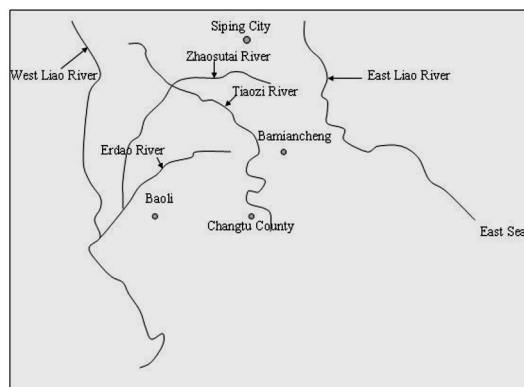 Siping City
Zhaosutai River
West Liao River
East Liao River
Tiaozi River
Bamiancheng
Erdao River
Baoli
Changtu County
East Sea